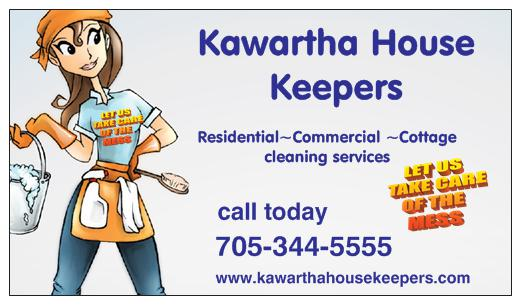 Kawartha House
Keepers
Residential~Commercial ~Cottage
cleaning services
LET US
TAKE CARE
OF THE
MESS
LET US
TAKE CARE
OF THE
MESS
call today
705-344-5555
www.kawarthahousekeepers.com